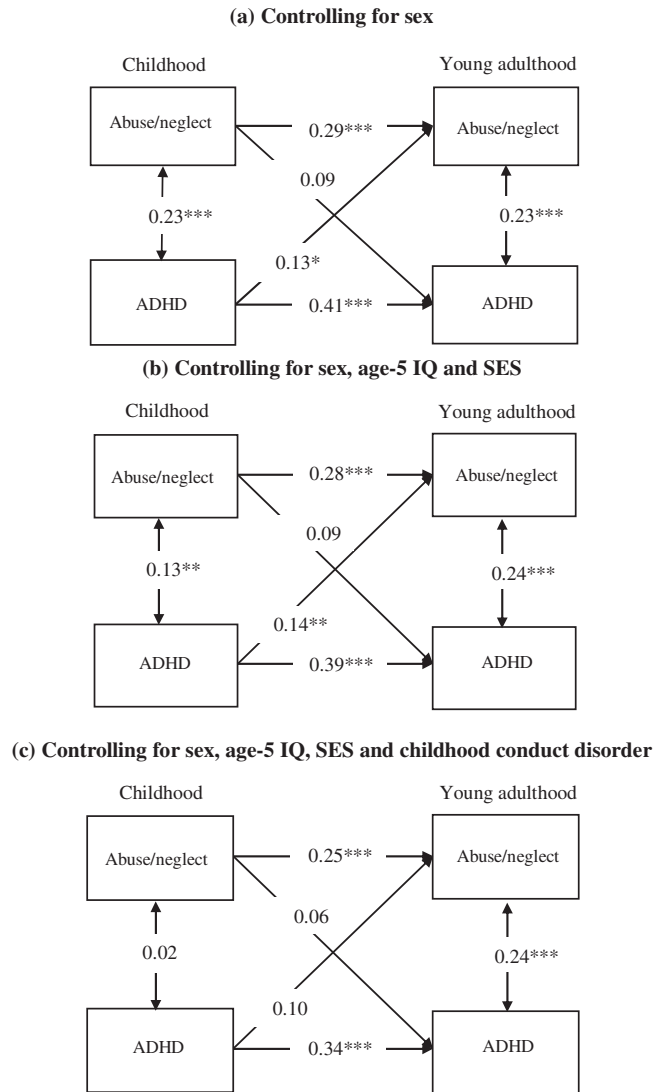 (a) Controlling for sex
Childhood
Young adulthood
Abuse/neglect
0.29***
Abuse/neglect
0.09
0.23***
0.23***
0.13*
ADHD
0.41***
ADHD
(b) Controlling for sex, age-5 IQ and SES
Childhood
Young adulthood
Abuse/neglect
0.28***
Abuse/neglect
0.09
0.13**
0.24***
0.14**
ADHD
0.39***
ADHD
(c) Controlling for sex, age-5 IQ, SES and childhood conduct disorder
Childhood
Young adulthood
Abuse/neglect
0.25***
Abuse/neglect
0.06
0.02
0.24***
0.10
ADHD
0.34***
ADHD